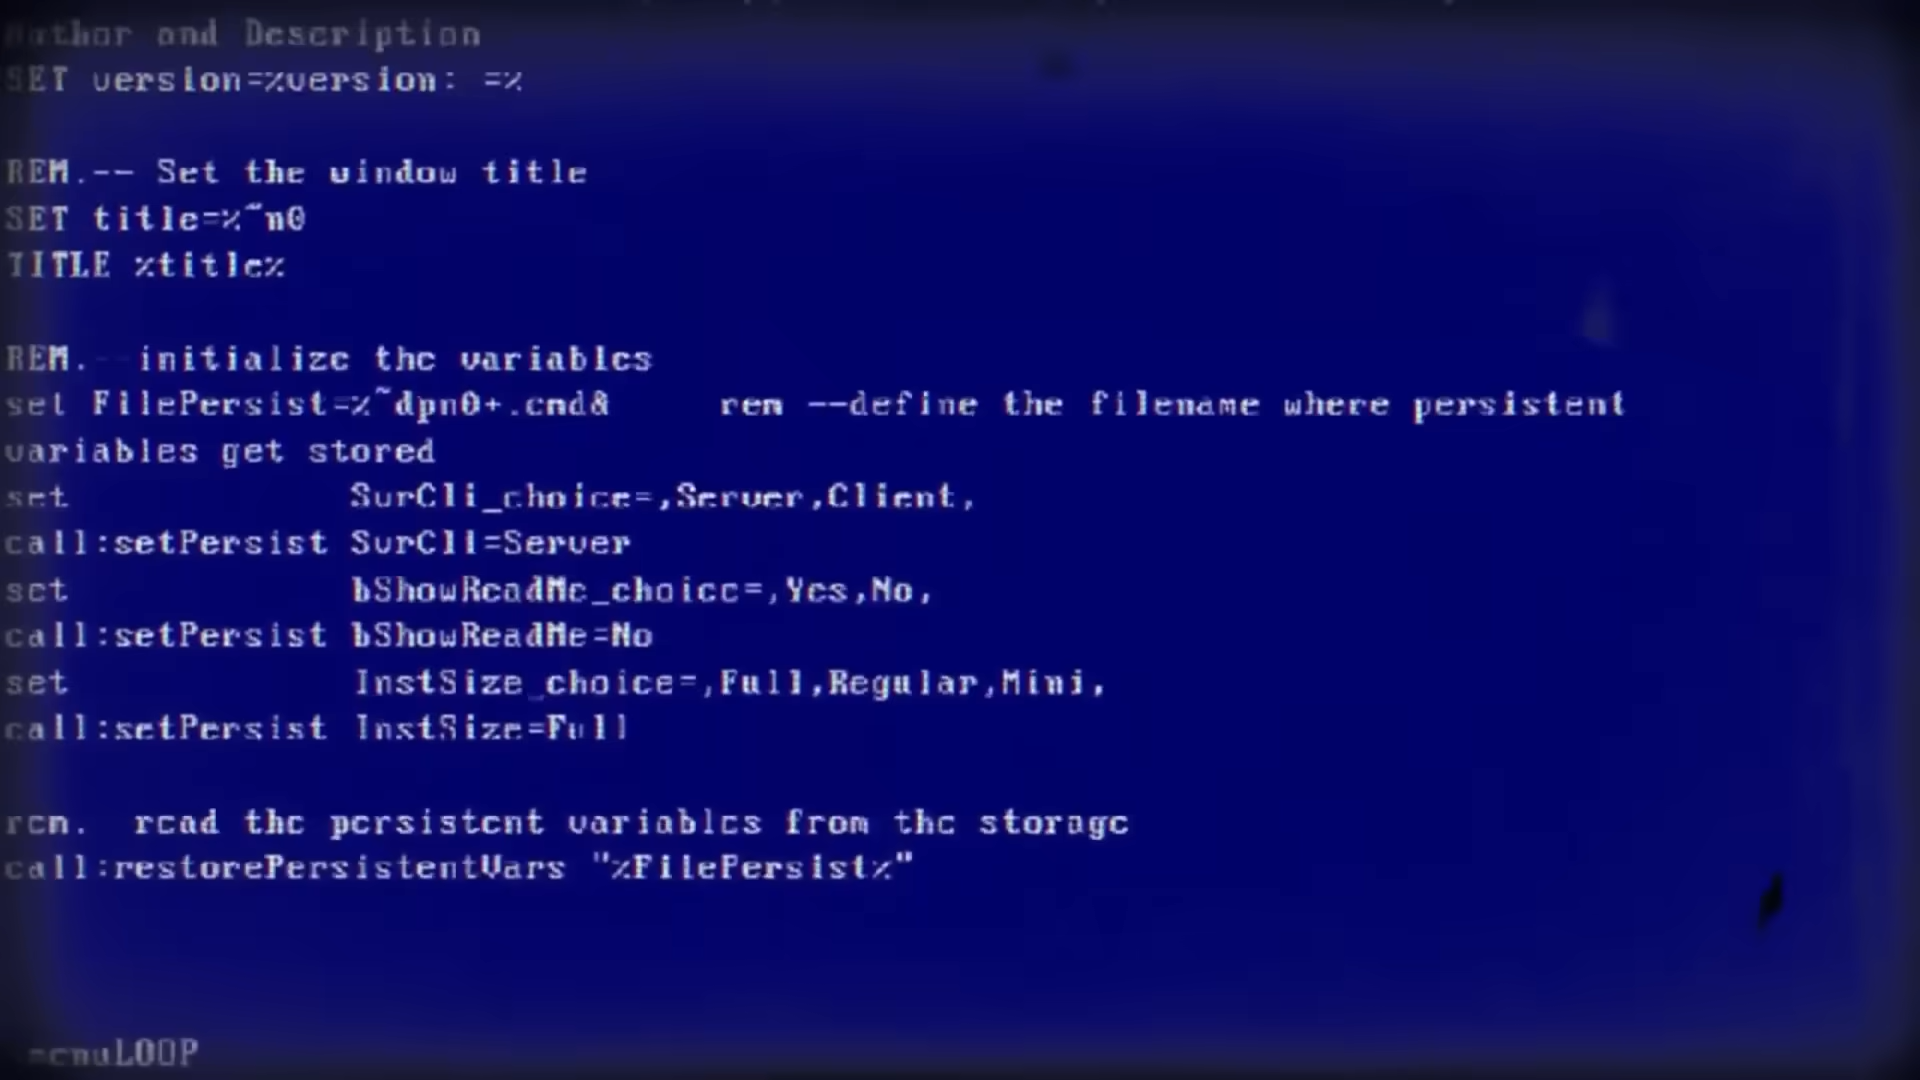 Author and Description
SET version=%version: =%
REM.-- Set the window title
SET title=%~n0
TITLE %title%
REM.-- initialize the variables
set FilePersist=%~dpn0+.cmd& rem --define the filename where persistent
variables get stored
set SvrCli_choice=,Server,Client,
call:setPersist SvrCli=Server
set bShowReadMe_choice=,Yes,No,
call:setPersist bShowReadMe=No
set InstSize_choice=,Full,Regular,Mini,
call:setPersist InstSize=Full
rem. read the persistent variables from the storage
call:restorePersistentVars "%FilePersist%"
menuLOOP